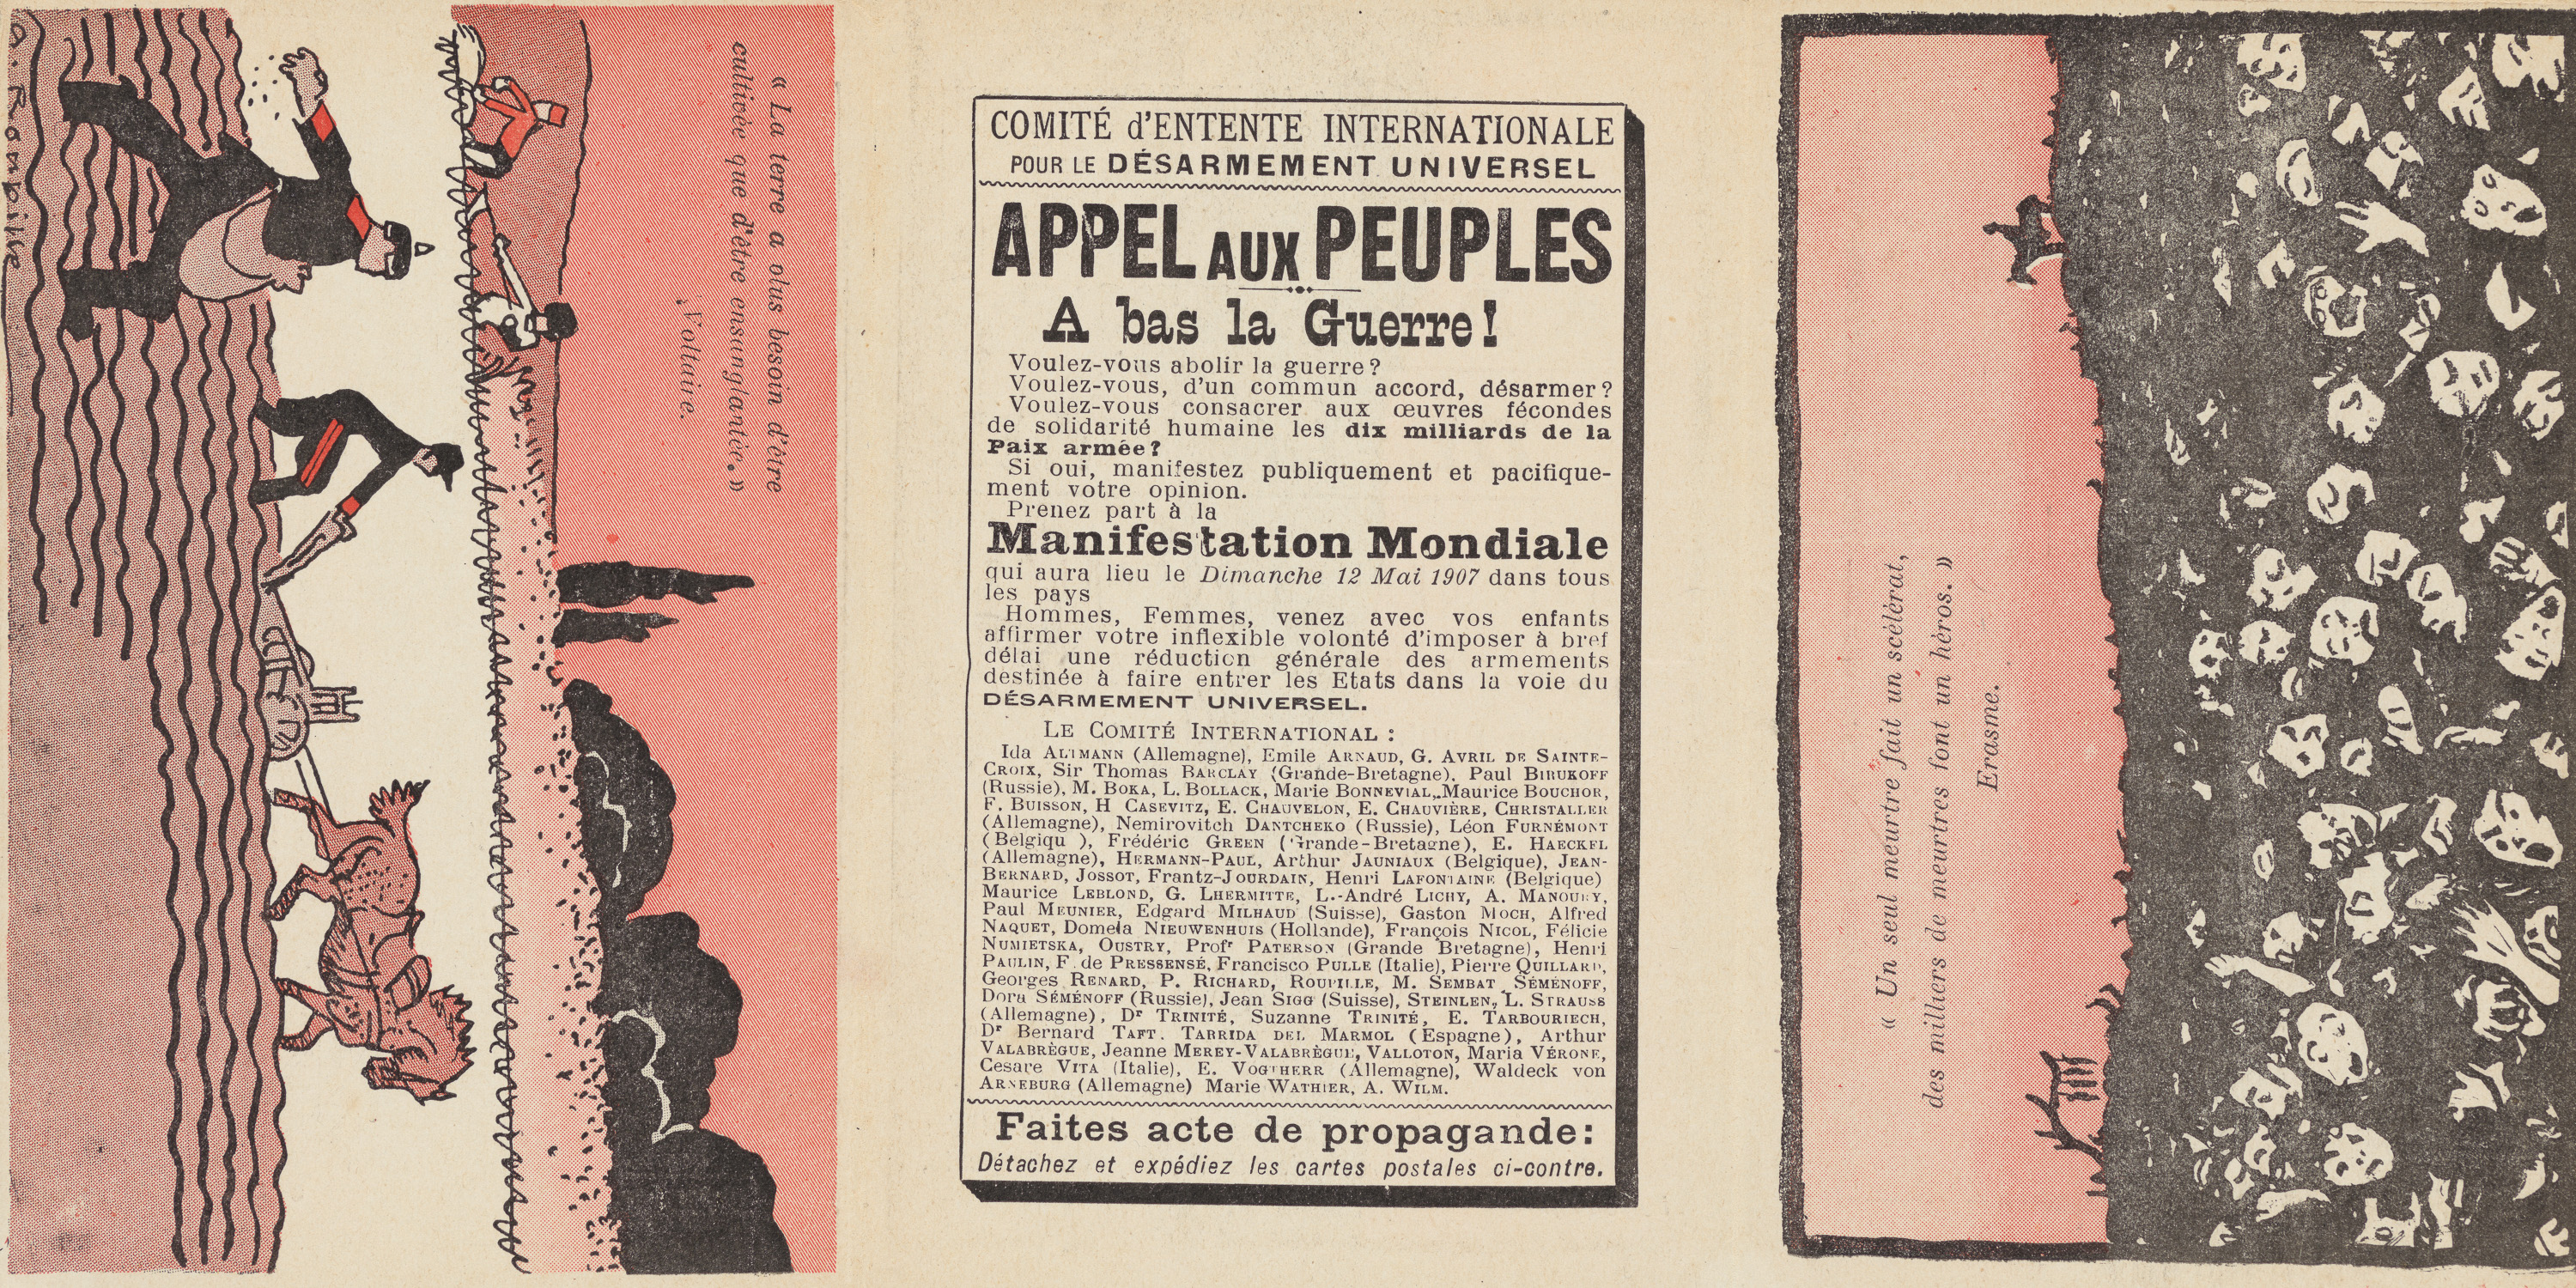 « La terre a plus besoin d'être
cultivée que d'être ensanglantée. »
Voltaire.
G. Rampike
COMITÉ d'ENTENTE INTERNATIONALE
POUR LE DÉSARMEMENT UNIVERSEL
APPEL AUX PEUPLES
A bas la Guerre!
Voulez-vous abolir la guerre?
Voulez-vous, d'un commun accord, désarmer?
Voulez-vous consacrer aux œuvres fécondes
de solidarité humaine les dix milliards de la
Paix armée?
Si oui, manifestez publiquement et pacifique-
ment votre opinion.
Prenez part à la
Manifestation Mondiale
qui aura lieu le Dimanche 12 Mai 1907 dans tous
les pays
Hommes, Femmes, venez avec vos enfants
affirmer votre inflexible volonté d'imposer à bref
délai une réduction générale des armements
destinée à faire entrer les Etats dans la voie du
DÉSARMEMENT UNIVERSEL.
LE COMITÉ INTERNATIONAL :
Ida ALTMANN (Allemagne), Emile ARNAUD, G. AVRIL DE SAINTE-
CROIX, Sir Thomas BARCLAY (Grande-Bretagne), Paul BIRUKOFF
(Russie), M. BOKA, L. BOLLACK, Marie BONNEVIAL, Maurice BOUCHOR,
F. BUISSON, H CASEVITZ, E. CHAUVELON, E. CHAUVIÈRE, CHRISTALLER
(Allemagne), Nemirovitch DANTCHEKO (Russie), Léon FURNÉMONT
(Belgiqu ), Frédéric GREEN (Grande-Bretagne), E. HAECKEL
(Allemagne), HERMANN-PAUL, Arthur JAUNIAUX (Belgique), JEAN-
BERNARD, JOSSOT, Frantz-JOURDAIN, Henri LAFONTAINE (Belgique)
Maurice LEBLOND, G. LHERMITTE, L.-André LICHY, A. MANOURY,
Paul MEUNIER, Edgard MILHAUD (Suisse), Gaston MOCH, Alfred
NAQUET, Domela NIEUWENHUIS (Hollande), François NICOL, Félicie
NUMIETSKA, OUSTRY, Profr PATERSON (Grande Bretagne), Henri
PAULIN, F. de PRESSENSÉ, Francisco PULLE (Italie), Pierre QUILLARD,
Georges RENARD, P. RICHARD, ROUPILLE, M. SEMBAT SÉMÉNOFF,
Dora SÉMÉNOFF (Russie), Jean SIGG (Suisse), STEINLEN, L. STRAUSS
(Allemagne), Dr TRINITÉ, Suzanne TRINITÉ, E. TARBOURIECH,
Dr Bernard TAFT. TARRIDA DEL MARMOL (Espagne), Arthur
VALABRÈGUE, Jeanne MEREY-VALABRÈGUE, VALLOTON, Maria VÉRONE,
Cesare VITA (Italie), E. VOGTHERR (Allemagne), Waldeck von
ARNEBURG (Allemagne) Marie WATHIER, A. WILM.
Faites acte de propagande:
Détachez et expédiez les cartes postales ci-contre.
« Un seul meurtre fait un scélérat,
des milliers de meurtres font un héros. »
Erasme.